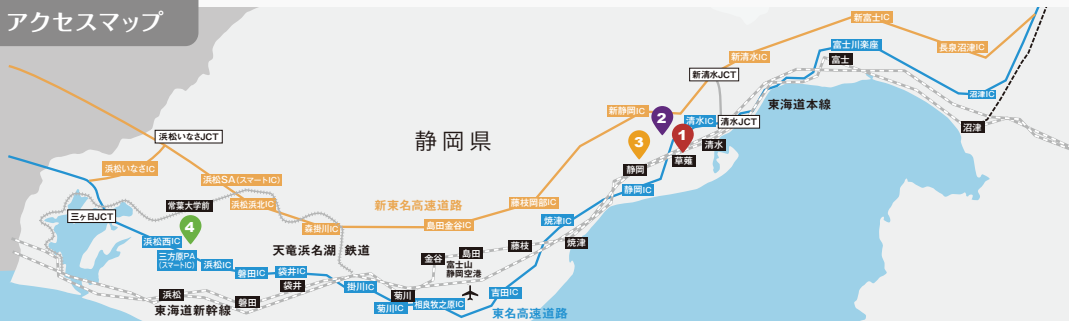 アクセスマップ
新富士IC
富士川楽座
長泉沼津IC
新清水IC
富士
新清水JCT
沼津IC
東海道本線
新静岡IC
清水IC
清水JCT
沼津
2
1
3
清水
草薙
静岡
静岡県
浜松いなさJCT
浜松いなさIC
浜松SA(スマートIC)
静岡IC
常葉大学前
浜松浜北IC
新東名高速道路
藤枝岡部IC
三ヶ日JCT
焼津IC
4
森掛川IC
島田金谷IC
浜松西IC
天竜浜名湖 鉄道
藤枝
焼津
三方原PA
(スマートIC)
浜松IC
島田
金谷
富士山
静岡空港
磐田IC
袋井IC
袋井
掛川IC
浜松
磐田
菊川
吉田IC
東海道新幹線
菊川IC
相良牧之原IC
東名高速道路